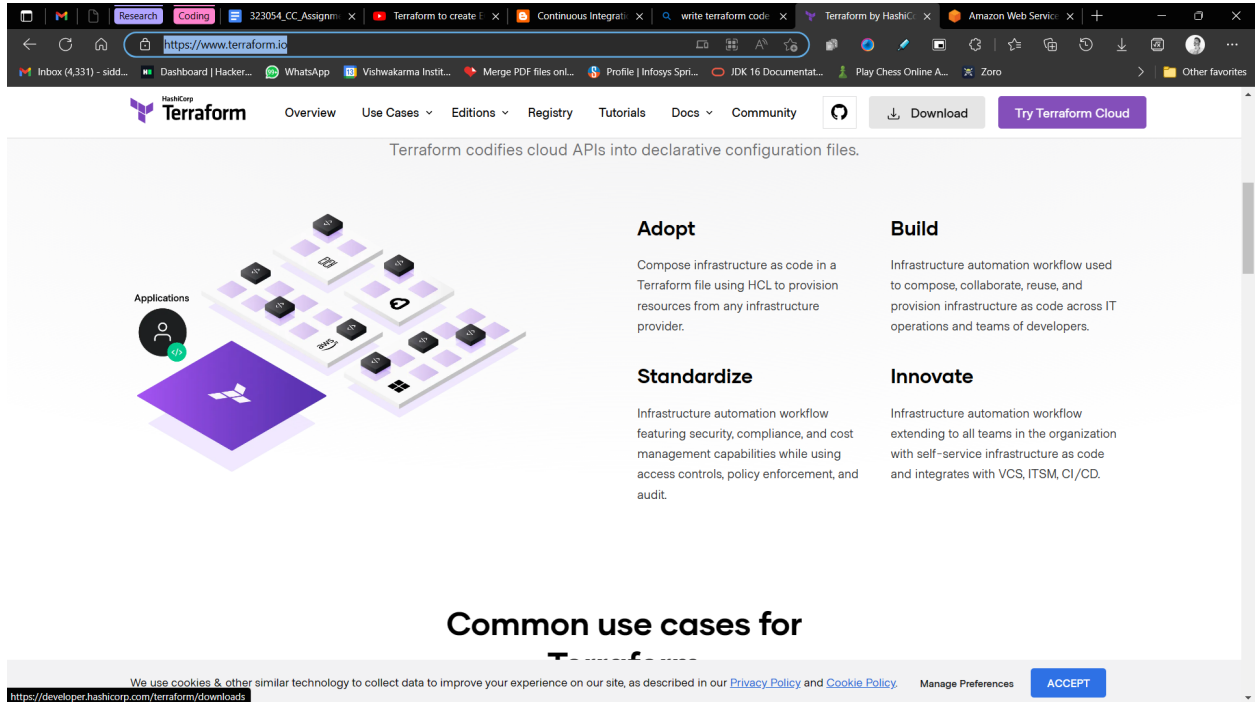 Research
Coding
323054_CC_Assignm
Terraform to create E
Continuous Integratio
write terraform code
Terraform by HashiCo
Amazon Web Service
https://www.terraform.io
Inbox (4,331) - sidd...
Dashboard | Hacker...
WhatsApp
Vishwakarma Instit...
Merge PDF files onl...
Profile | Infosys Spri...
JDK 16 Documentat...
Play Chess Online A...
Zoro
Other favorites
HashiCorp
Terraform
Overview
Use Cases
Editions
Registry
Tutorials
Docs
Community
Download
Try Terraform Cloud
Terraform codifies cloud APIs into declarative configuration files.
Applications
aws
Adopt
Compose infrastructure as code in a
Terraform file using HCL to provision
resources from any infrastructure
provider.
Build
Infrastructure automation workflow used
to compose, collaborate, reuse, and
provision infrastructure as code across IT
operations and teams of developers.
Standardize
Infrastructure automation workflow
featuring security, compliance, and cost
management capabilities while using
access controls, policy enforcement, and
audit.
Innovate
Infrastructure automation workflow
extending to all teams in the organization
with self-service infrastructure as code
and integrates with VCS, ITSM, CI/CD.
Common use cases for
Terraform
We use cookies & other similar technology to collect data to improve your experience on our site, as described in our Privacy Policy and Cookie Policy.
Manage Preferences
ACCEPT
https://developer.hashicorp.com/terraform/downloads